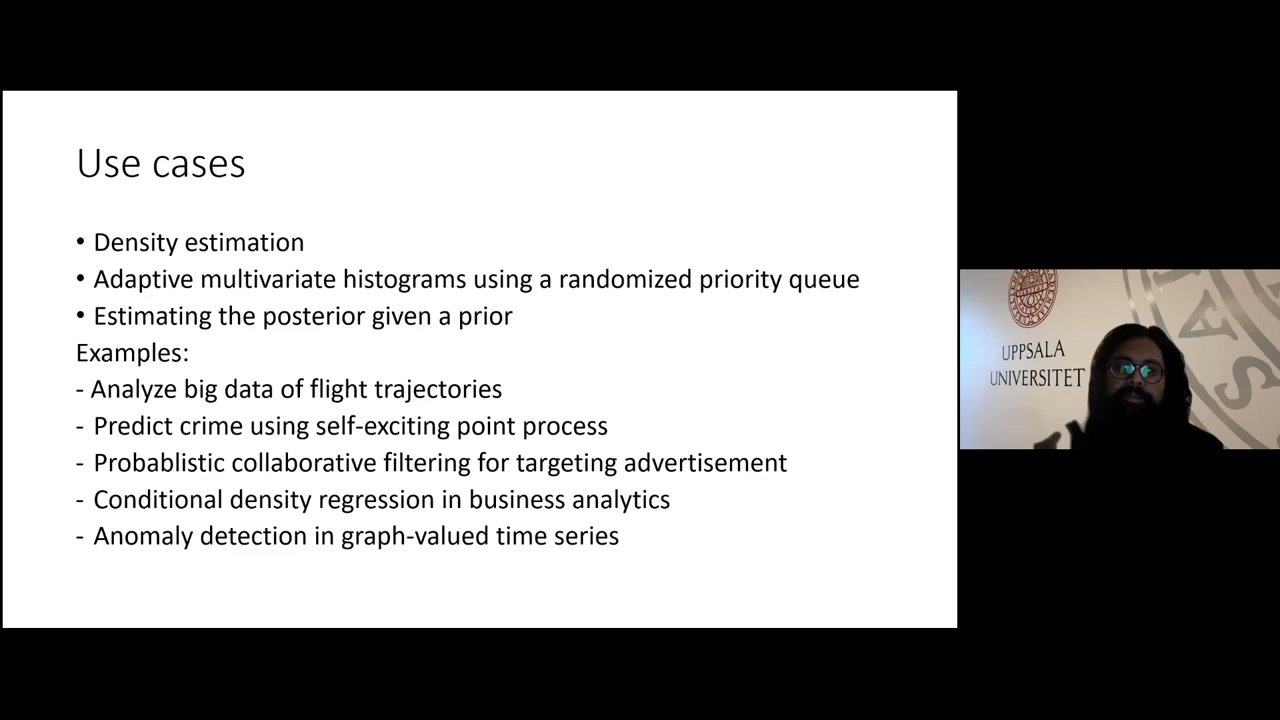 Use cases
• Density estimation
• Adaptive multivariate histograms using a randomized priority queue
• Estimating the posterior given a prior
Examples:
- Analyze big data of flight trajectories
- Predict crime using self-exciting point process
- Probablistic collaborative filtering for targeting advertisement
- Conditional density regression in business analytics
- Anomaly detection in graph-valued time series
UPPSALA
UNIVERSITET